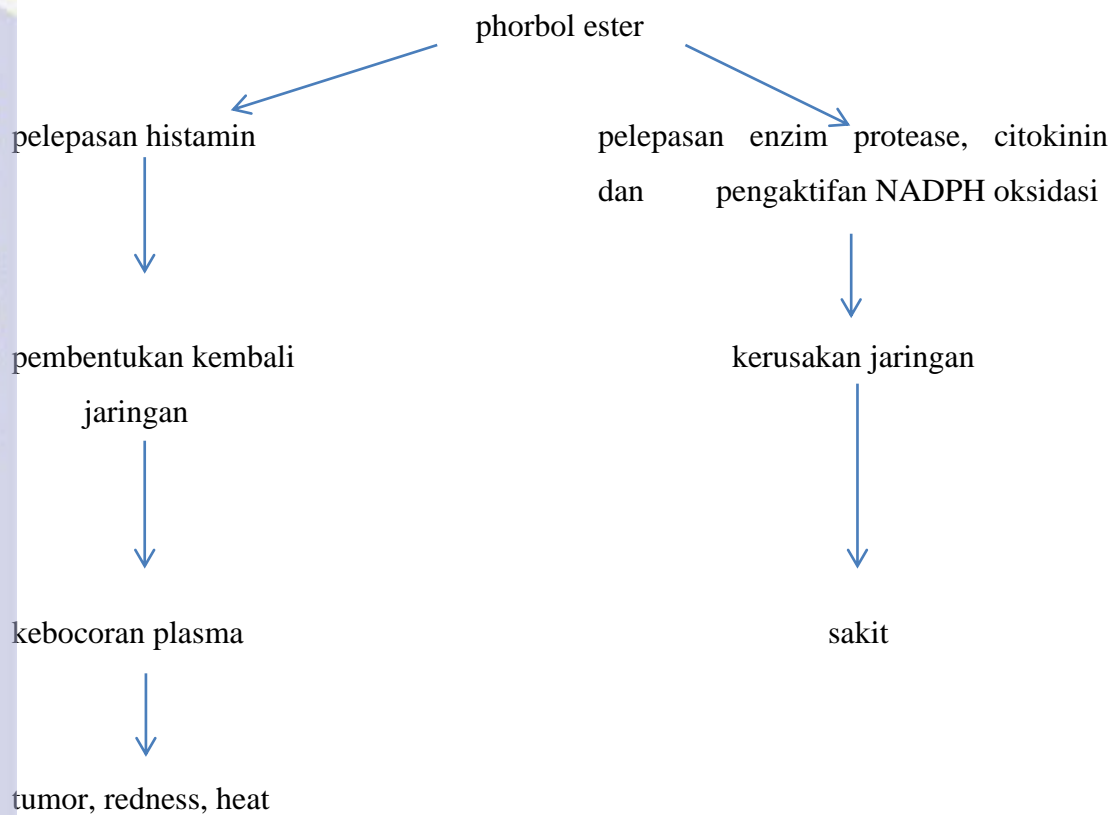 phorbol ester
pelepasan histamin
pelepasan enzim protease, citokinin
dan pengaktifan NADPH oksidasi
pembentukan kembali
jaringan
kerusakan jaringan
kebocoran plasma
sakit
tumor, redness, heat